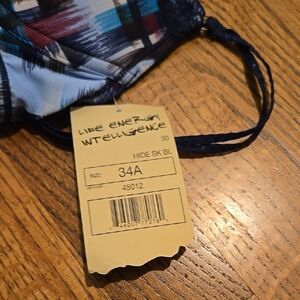 LIFE ENERGY
INTELLIGENCE
30
HIDE SK BL
SIZE:
34A
45012